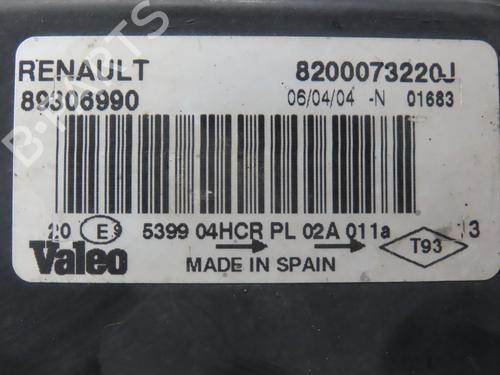 B-PARTS
RENAULT 8200073220J
89306990 06/04/04 -N 01683
20 E9 5399 04HCR PL 02A 011a 3
Valeo MADE IN SPAIN T93